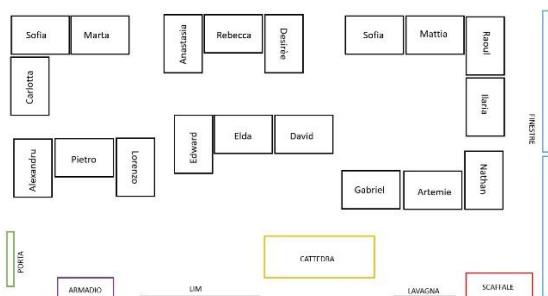 Sofia
Marta
Carlotta
Anastasia
Rebecca
Desirèe
Sofia
Mattia
Raoul
Ilaria
FINESTRE
Alexandru
Pietro
Lorenzo
Edward
Elda
David
Gabriel
Artemie
Nathan
PORTA
CATTEDRA
ARMADIO
LIM
LAVAGNA
SCAFFALE